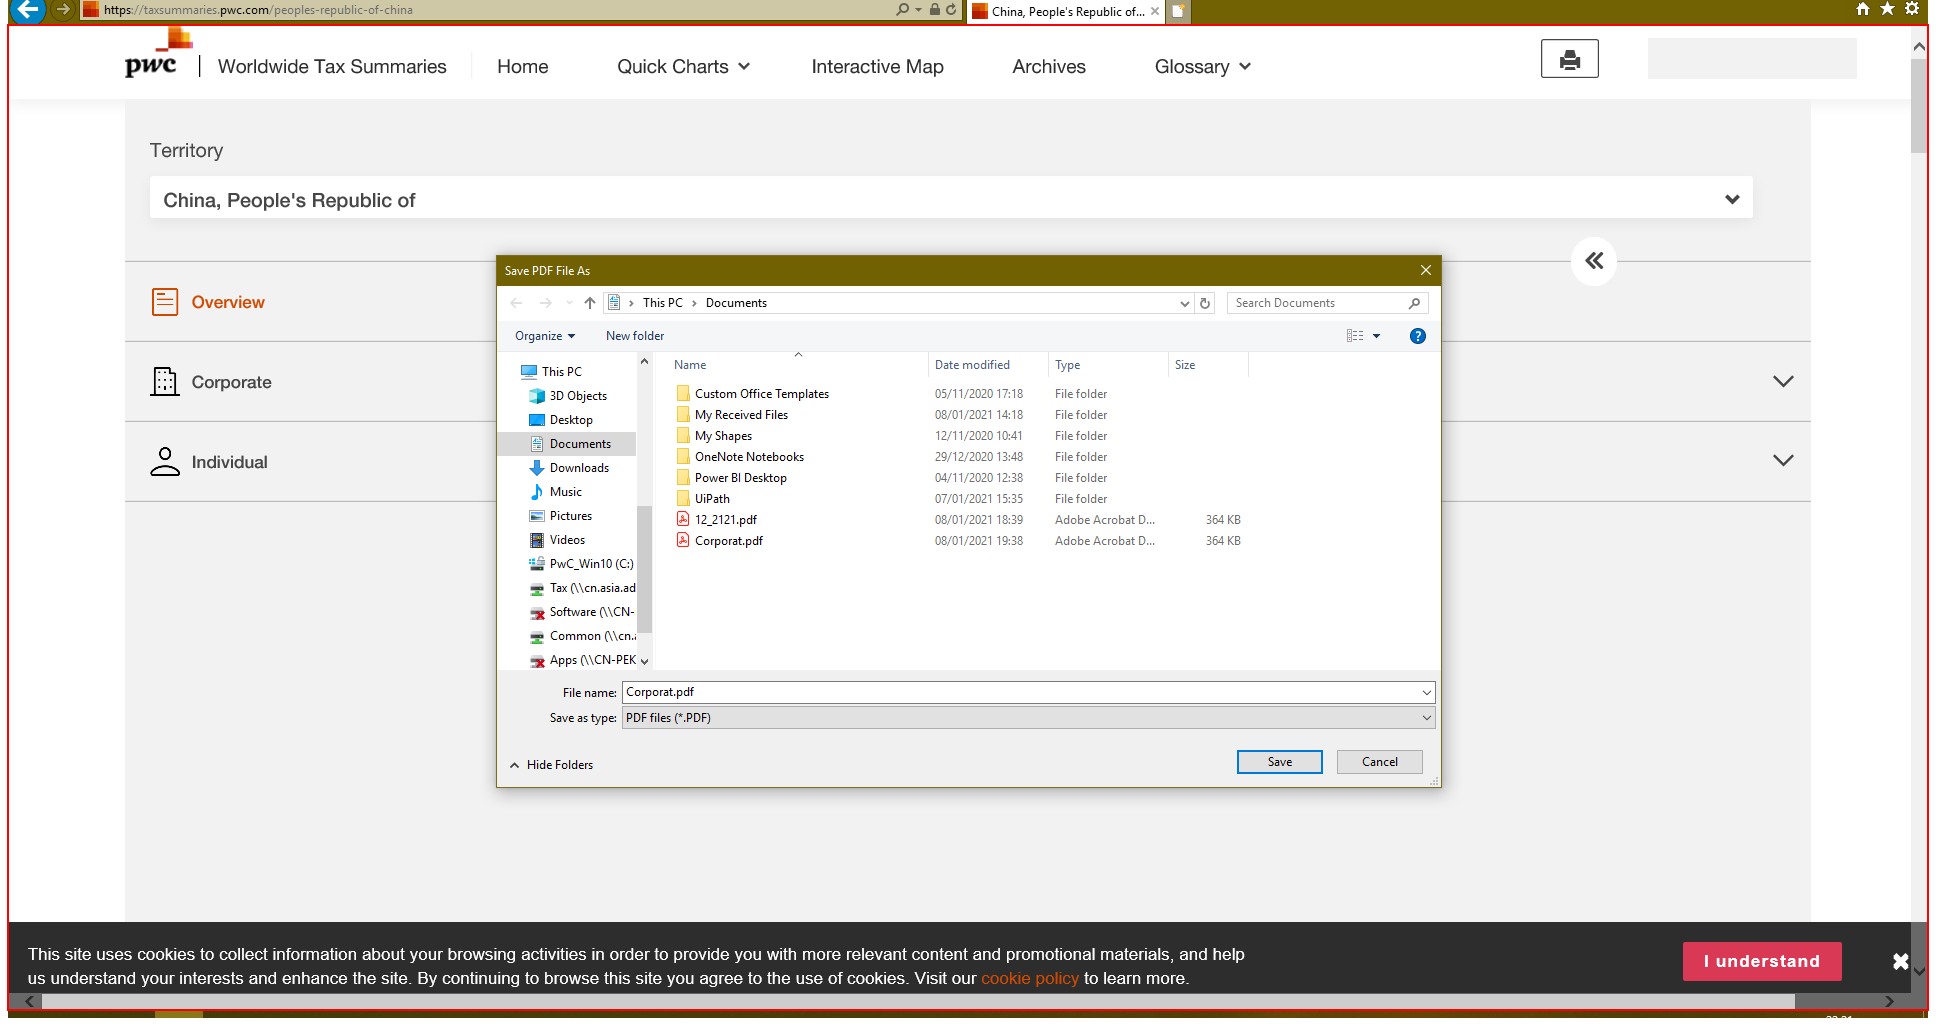 https://taxsummaries.pwc.com/peoples-republic-of-china
China, People's Republic of...
pwc
Worldwide Tax Summaries
Home
Quick Charts
Interactive Map
Archives
Glossary
Territory
China, People's Republic of
Overview
Corporate
Individual
Save PDF File As
This PC > Documents
Search Documents
Organize
New folder
This PC
3D Objects
Desktop
Documents
Downloads
Music
Pictures
Videos
PwC_Win10 (C:)
Tax (\\cn.asia.ad
Software (\\CN-
Common (\\cn.a
Apps (\\CN-PEK
Name Date modified Type Size
Custom Office Templates 05/11/2020 17:18 File folder
My Received Files 08/01/2021 14:18 File folder
My Shapes 12/11/2020 10:41 File folder
OneNote Notebooks 29/12/2020 13:48 File folder
Power BI Desktop 04/11/2020 12:38 File folder
UiPath 07/01/2021 15:35 File folder
12_2121.pdf 08/01/2021 18:39 Adobe Acrobat D... 364 KB
Corporat.pdf 08/01/2021 19:38 Adobe Acrobat D... 364 KB
File name: Corporat.pdf
Save as type: PDF files (*.PDF)
Hide Folders
Save
Cancel
This site uses cookies to collect information about your browsing activities in order to provide you with more relevant content and promotional materials, and help
us understand your interests and enhance the site. By continuing to browse this site you agree to the use of cookies. Visit our cookie policy to learn more.
I understand